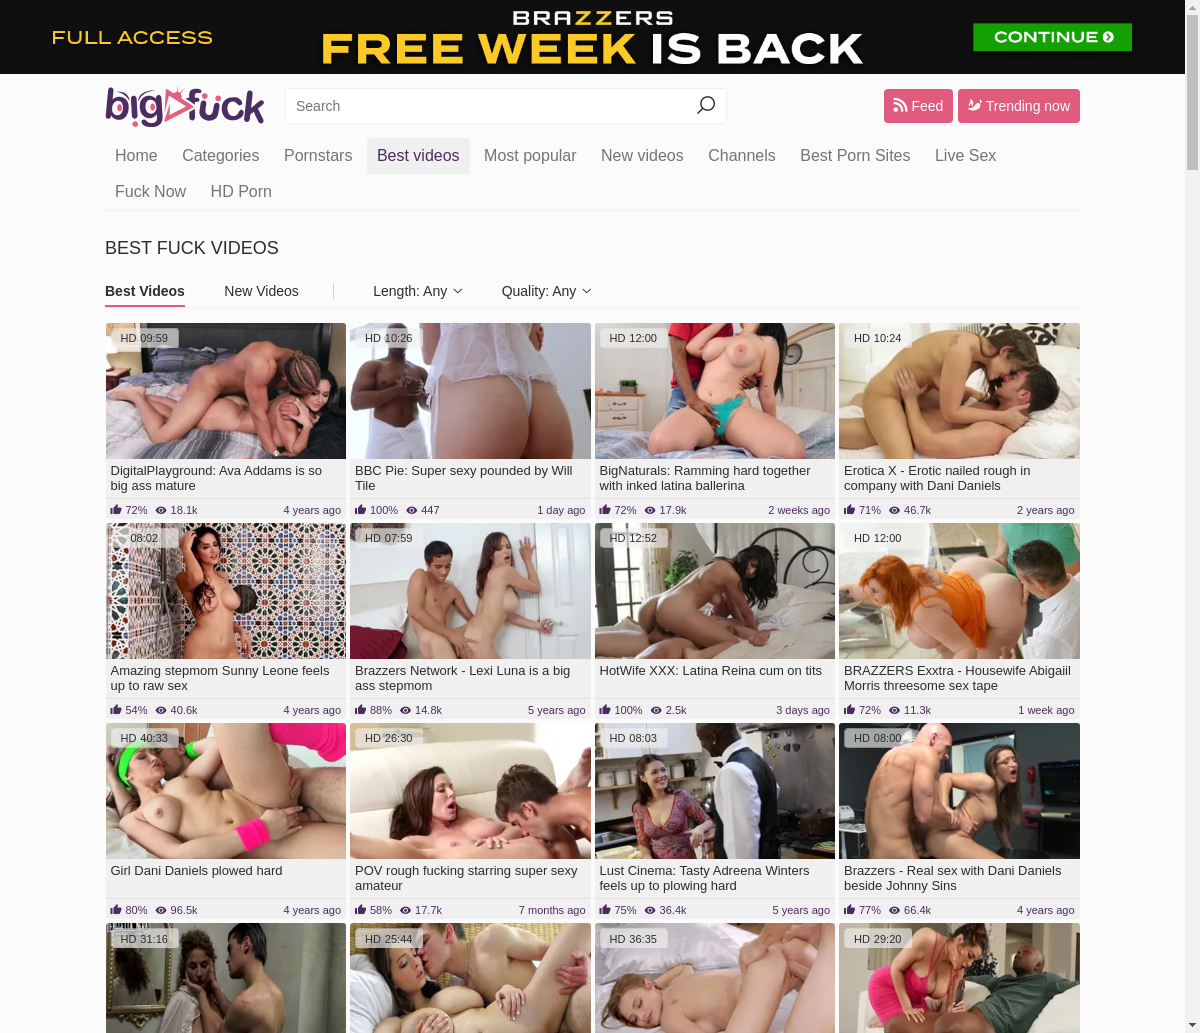 FULL ACCESS
BRAZZERS
FREE WEEK IS BACK
CONTINUE
big fuck
Search
Feed
Trending now
Home Categories Pornstars Best videos Most popular New videos Channels Best Porn Sites Live Sex
Fuck Now HD Porn
BEST FUCK VIDEOS
Best Videos New Videos Length: Any Quality: Any
HD 09:59
HD 10:26
HD 12:00
HD 10:24
DigitalPlayground: Ava Addams is so
big ass mature
72% 18.1k 4 years ago
BBC Pie: Super sexy pounded by Will
Tile
100% 447 1 day ago
BigNaturals: Ramming hard together
with inked latina ballerina
72% 17.9k 2 weeks ago
Erotica X - Erotic nailed rough in
company with Dani Daniels
71% 46.7k 2 years ago
08:02
HD 07:59
HD 12:52
HD 12:00
Amazing stepmom Sunny Leone feels
up to raw sex
54% 40.6k 4 years ago
Brazzers Network - Lexi Luna is a big
ass stepmom
88% 14.8k 5 years ago
HotWife XXX: Latina Reina cum on tits
100% 2.5k 3 days ago
BRAZZERS Exxtra - Housewife Abigaiil
Morris threesome sex tape
72% 11.3k 1 week ago
HD 40:33
HD 26:30
HD 08:03
HD 08:00
Girl Dani Daniels plowed hard
80% 96.5k 4 years ago
POV rough fucking starring super sexy
amateur
58% 17.7k 7 months ago
Lust Cinema: Tasty Adreena Winters
feels up to plowing hard
75% 36.4k 5 years ago
Brazzers - Real sex with Dani Daniels
beside Johnny Sins
77% 66.4k 4 years ago
HD 31:16
HD 25:44
HD 36:35
HD 29:20